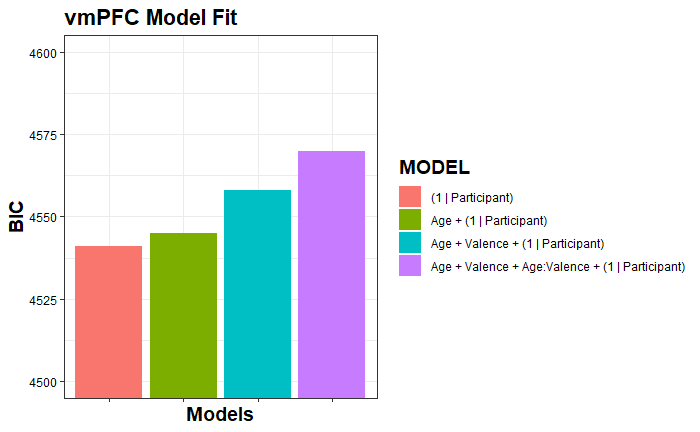 vmPFC Model Fit
4600
4575
4550
4525
4500
BIC
Models
MODEL
(1 | Participant)
Age + (1 | Participant)
Age + Valence + (1 | Participant)
Age + Valence + Age:Valence + (1 | Participant)